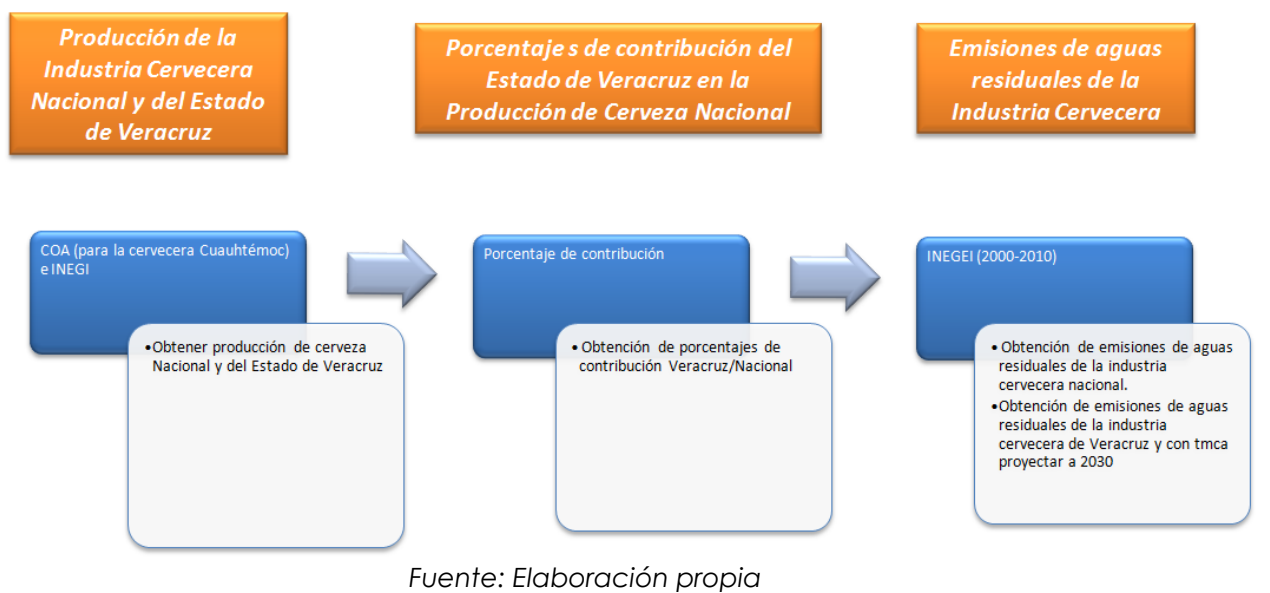 Producción de la
Industria Cervecera
Nacional y del Estado
de Veracruz
Porcentaje s de contribución del
Estado de Veracruz en la
Producción de Cerveza Nacional
Emisiones de aguas
residuales de la
Industria Cervecera
COA (para la cervecera Cuauhtémoc)
e INEGI
•Obtener producción de cerveza
Nacional y del Estado de Veracruz
Porcentaje de contribución
• Obtención de porcentajes de
contribución Veracruz/Nacional
INEGEI (2000-2010)
• Obtención de emisiones de aguas
residuales de la industria
cervecera nacional.
•Obtención de emisiones de aguas
residuales de la industria
cervecera de Veracruz y con tmca
proyectar a 2030
Fuente: Elaboración propia